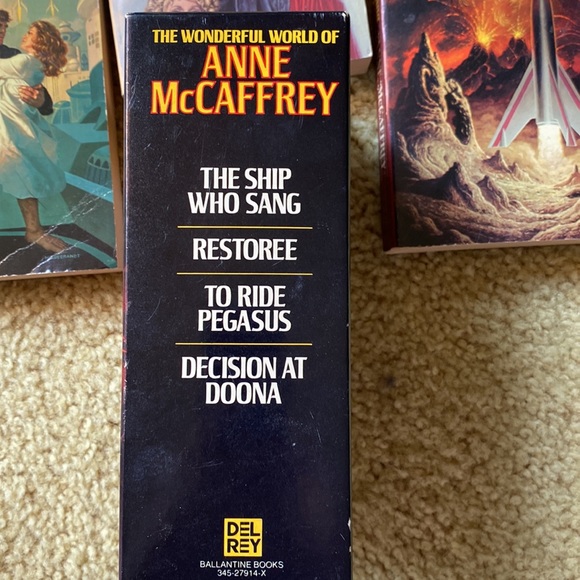 THE WONDERFUL WORLD OF
ANNE
McCAFFREY
THE SHIP
WHO SANG
RESTOREE
TO RIDE
PEGASUS
DECISION AT
DOONA
DEL
REY
BALLANTINE BOOKS
345-27914-X